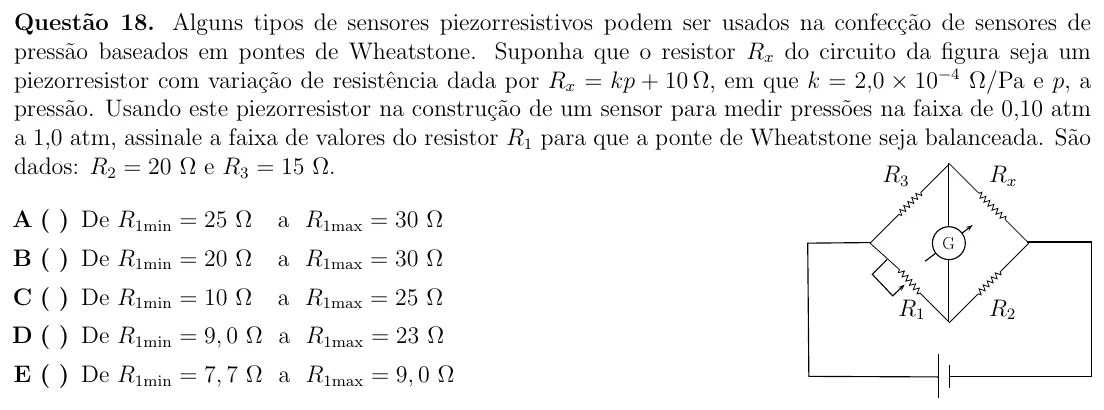 Questão 18. Alguns tipos de sensores piezorresistivos podem ser usados na confecção de sensores de
pressão baseados em pontes de Wheatstone. Suponha que o resistor Rₓ do circuito da figura seja um
piezorresistor com variação de resistência dada por Rₓ = kp + 10 Ω, em que k = 2,0 × 10⁻⁴ Ω/Pa e p, a
pressão. Usando este piezorresistor na construção de um sensor para medir pressões na faixa de 0,10 atm
a 1,0 atm, assinale a faixa de valores do resistor R₁ para que a ponte de Wheatstone seja balanceada. São
dados: R₂ = 20 Ω e R₃ = 15 Ω.
A ( ) De R₁min = 25 Ω a R₁max = 30 Ω
B ( ) De R₁min = 20 Ω a R₁max = 30 Ω
C ( ) De R₁min = 10 Ω a R₁max = 25 Ω
D ( ) De R₁min = 9, 0 Ω a R₁max = 23 Ω
E ( ) De R₁min = 7, 7 Ω a R₁max = 9, 0 Ω
R₃ Rₓ
G
R₁ R₂